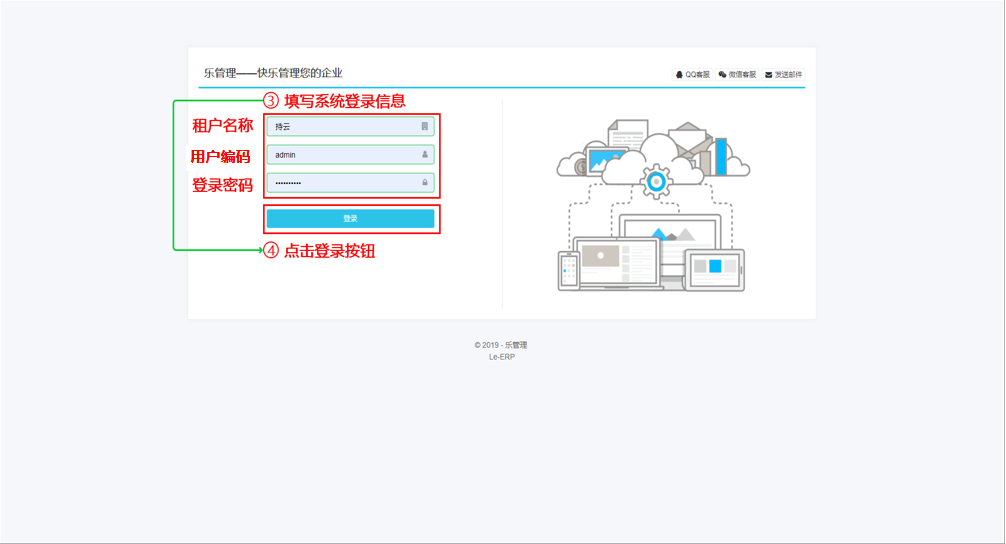 乐管理——快乐管理您的企业
QQ客服 微信客服 发送邮件
③ 填写系统登录信息
租户名称 持云
用户编码 admin
登录密码 ••••••••••
登录
④ 点击登录按钮
© 2019 - 乐管理
Le-ERP